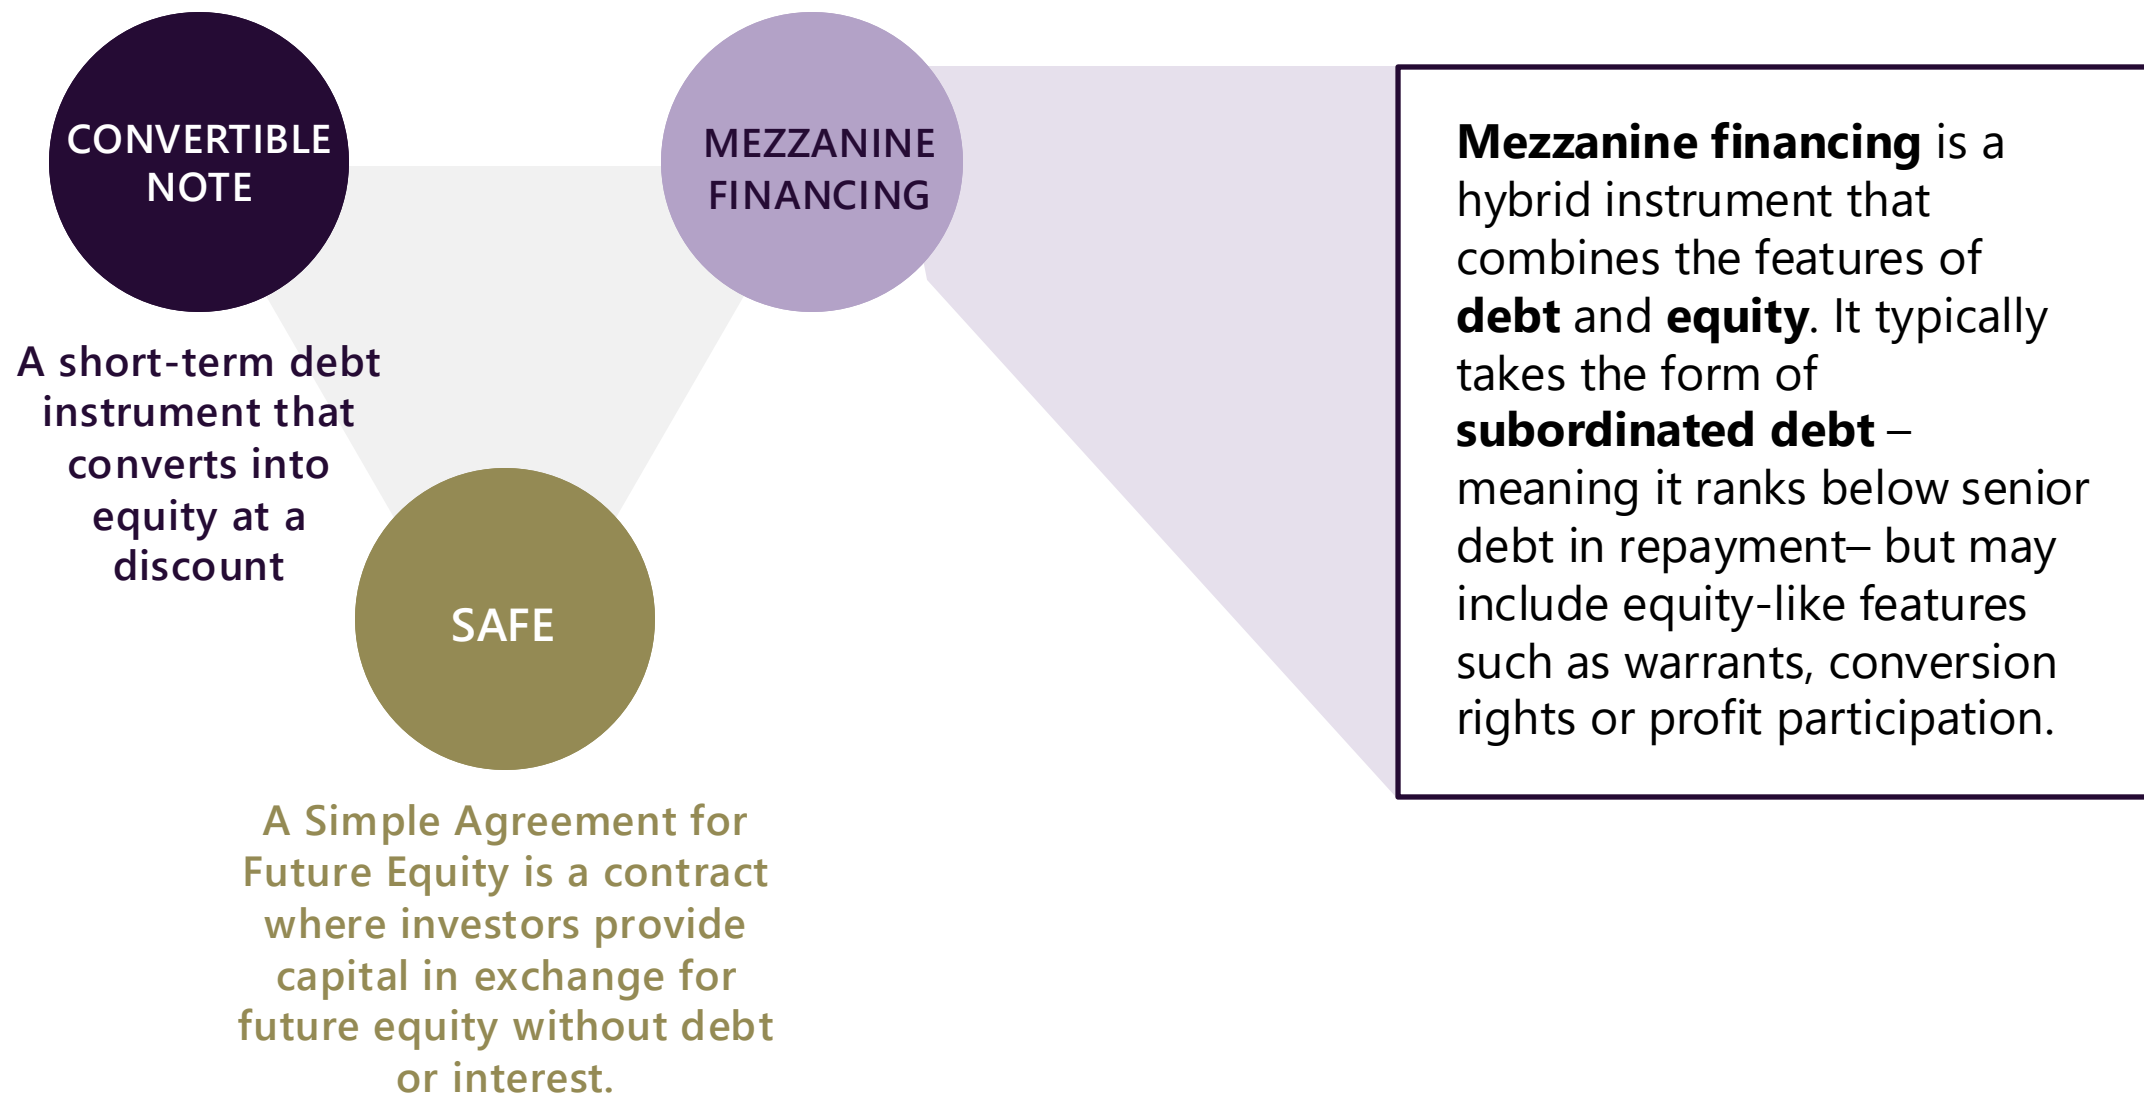 CONVERTIBLE
NOTE
A short-term debt
instrument that
converts into
equity at a
discount
MEZZANINE
FINANCING
SAFE
A Simple Agreement for
Future Equity is a contract
where investors provide
capital in exchange for
future equity without debt
or interest.
Mezzanine financing is a
hybrid instrument that
combines the features of
debt and equity. It typically
takes the form of
subordinated debt –
meaning it ranks below senior
debt in repayment– but may
include equity-like features
such as warrants, conversion
rights or profit participation.